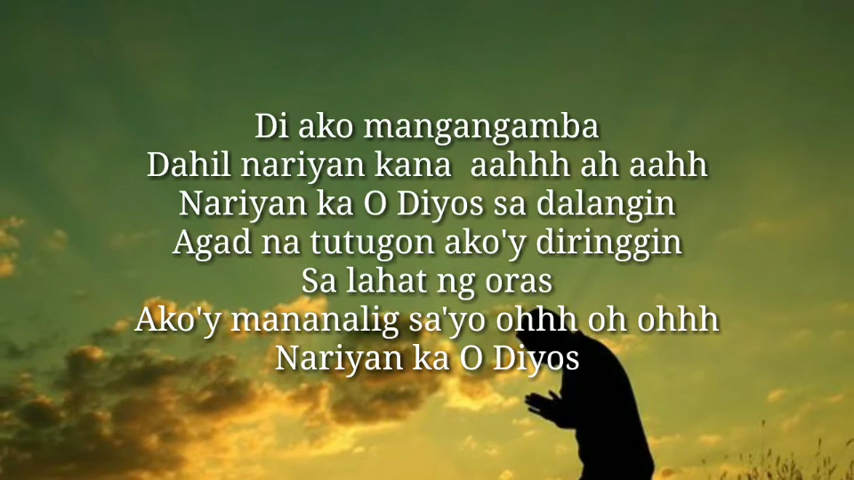 Di ako mangangamba
Dahil nariyan kana  aahhh ah aahh
Nariyan ka O Diyos sa dalangin
Agad na tutugon ako'y diringgin
Sa lahat ng oras
Ako'y mananalig sa'yo ohhh oh ohhh
Nariyan ka O Diyos